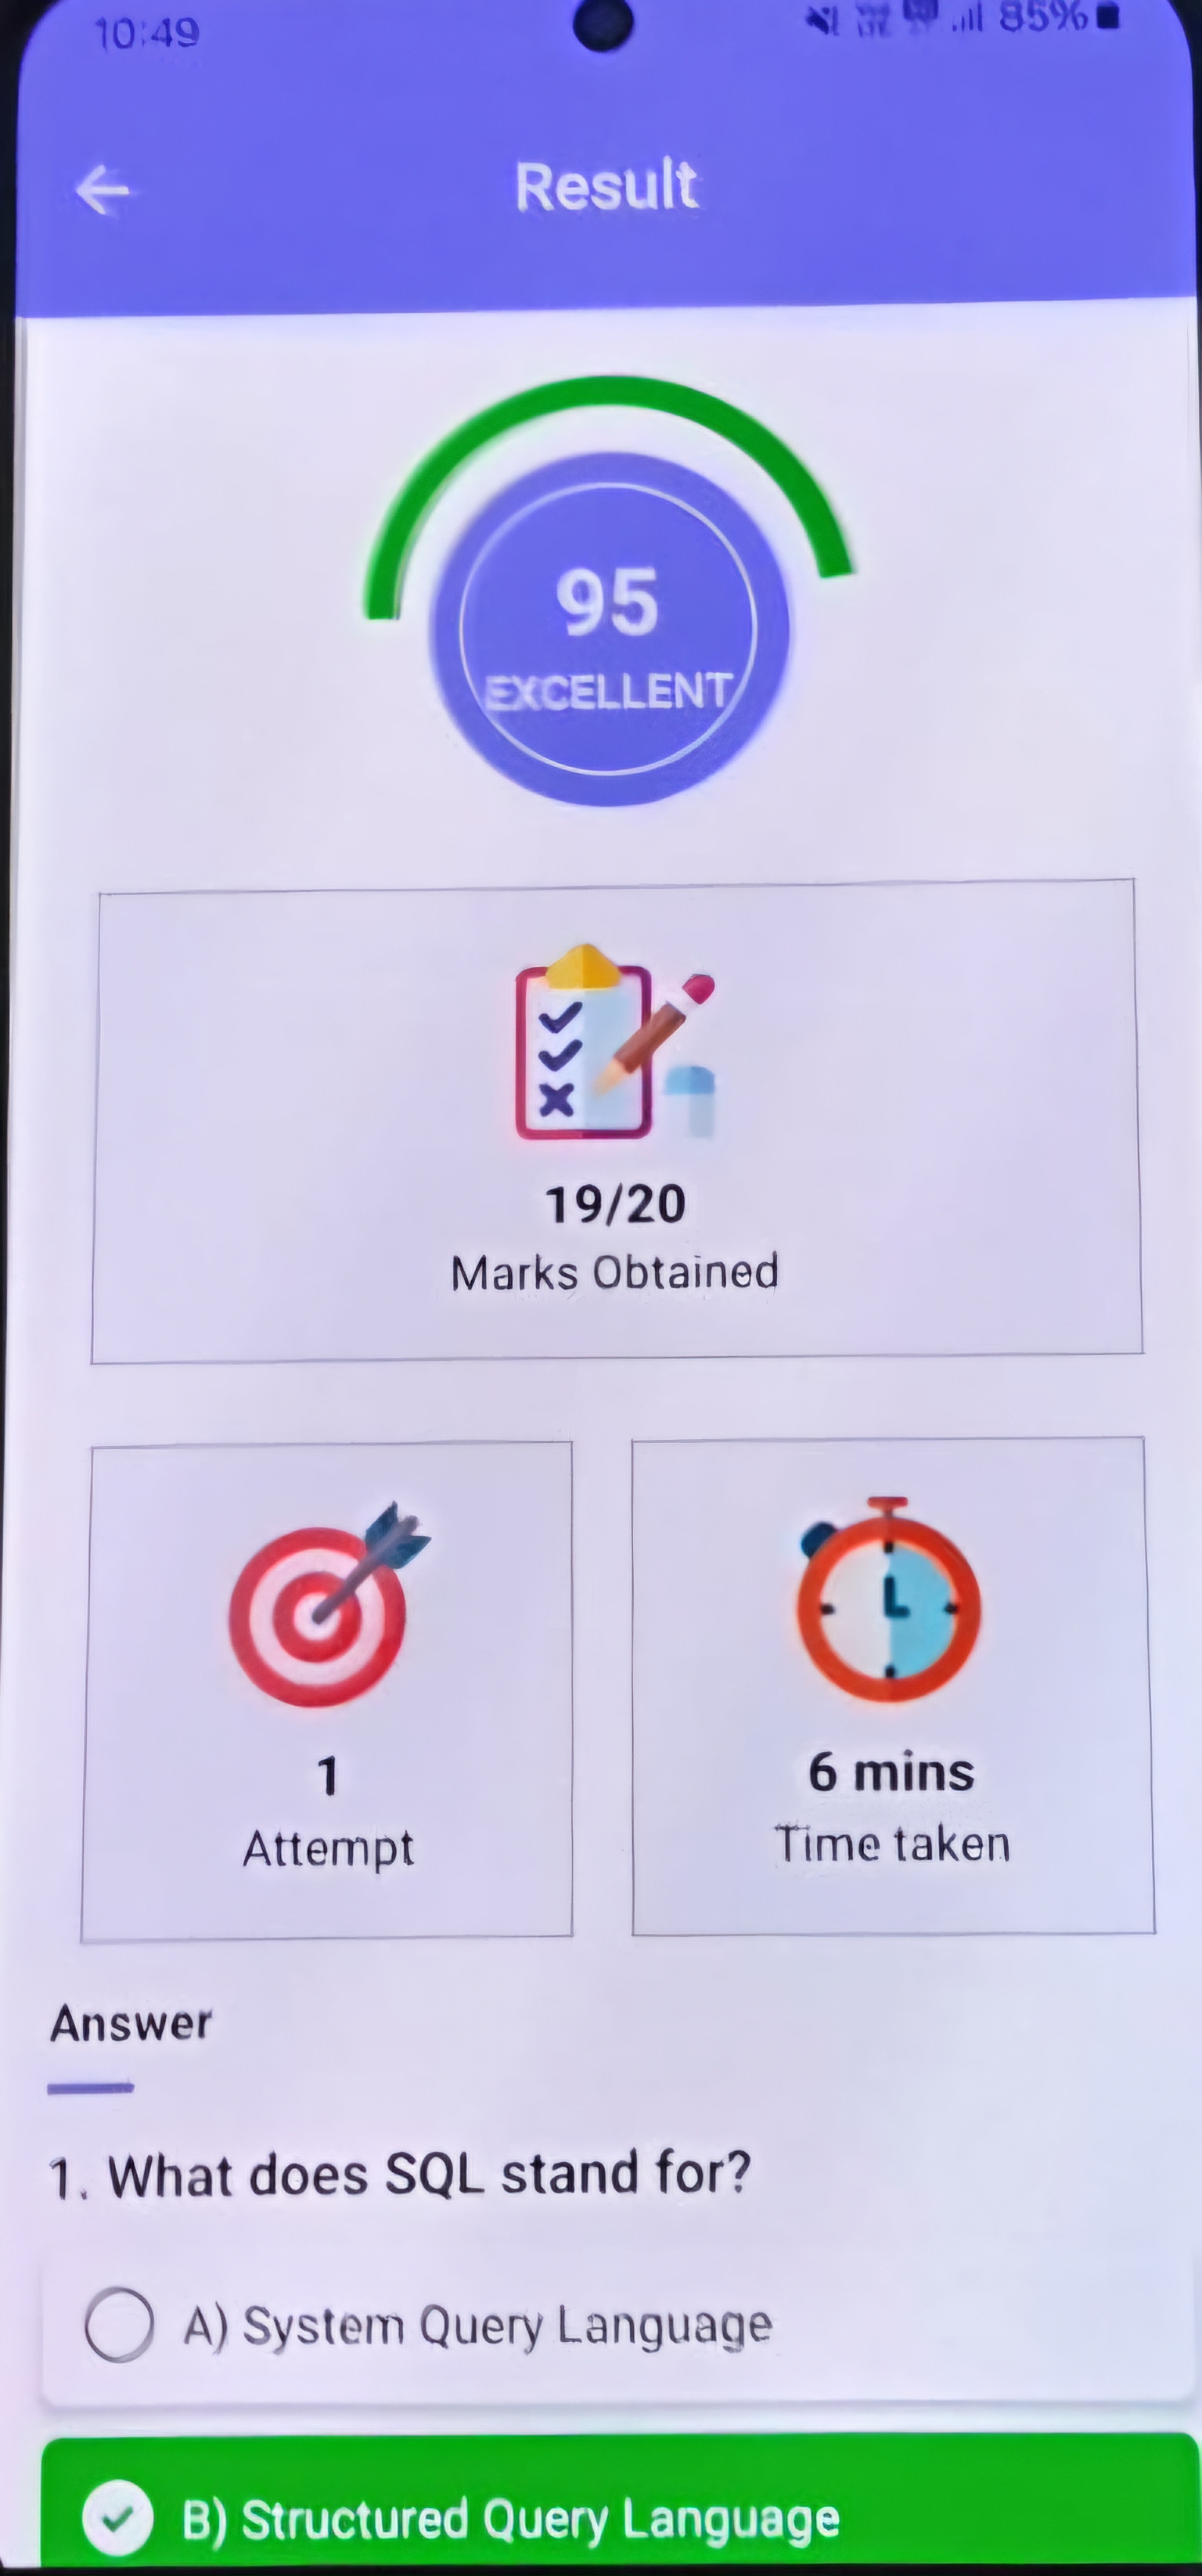 10:49
85%
Result
95
EXCELLENT
19/20
Marks Obtained
1
Attempt
6 mins
Time taken
Answer
1. What does SQL stand for?
A) System Query Language
B) Structured Query Language